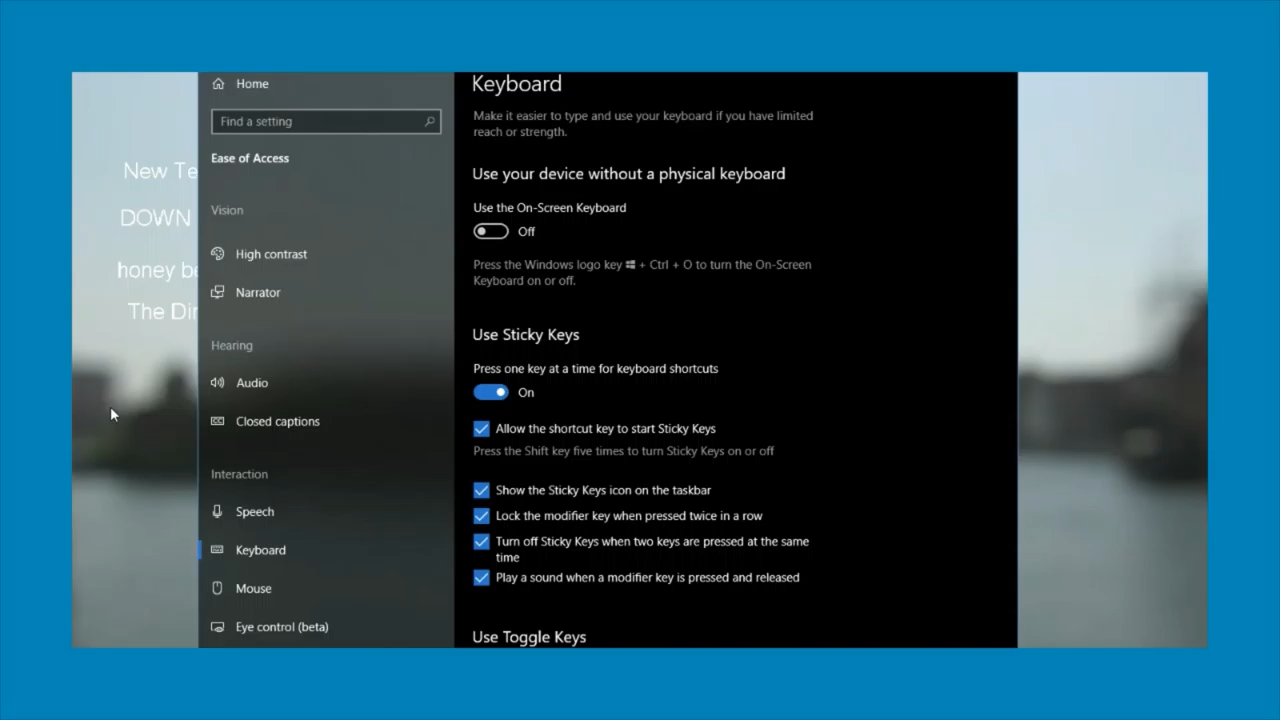 New Te
DOWN
honey be
The Dir
Home
Find a setting
Ease of Access
Vision
High contrast
Narrator
Hearing
Audio
Closed captions
Interaction
Speech
Keyboard
Mouse
Eye control (beta)
Keyboard
Make it easier to type and use your keyboard if you have limited
reach or strength.
Use your device without a physical keyboard
Use the On-Screen Keyboard
Off
Press the Windows logo key + Ctrl + O to turn the On-Screen
Keyboard on or off.
Use Sticky Keys
Press one key at a time for keyboard shortcuts
On
Allow the shortcut key to start Sticky Keys
Press the Shift key five times to turn Sticky Keys on or off
Show the Sticky Keys icon on the taskbar
Lock the modifier key when pressed twice in a row
Turn off Sticky Keys when two keys are pressed at the same
time
Play a sound when a modifier key is pressed and released
Use Toggle Keys